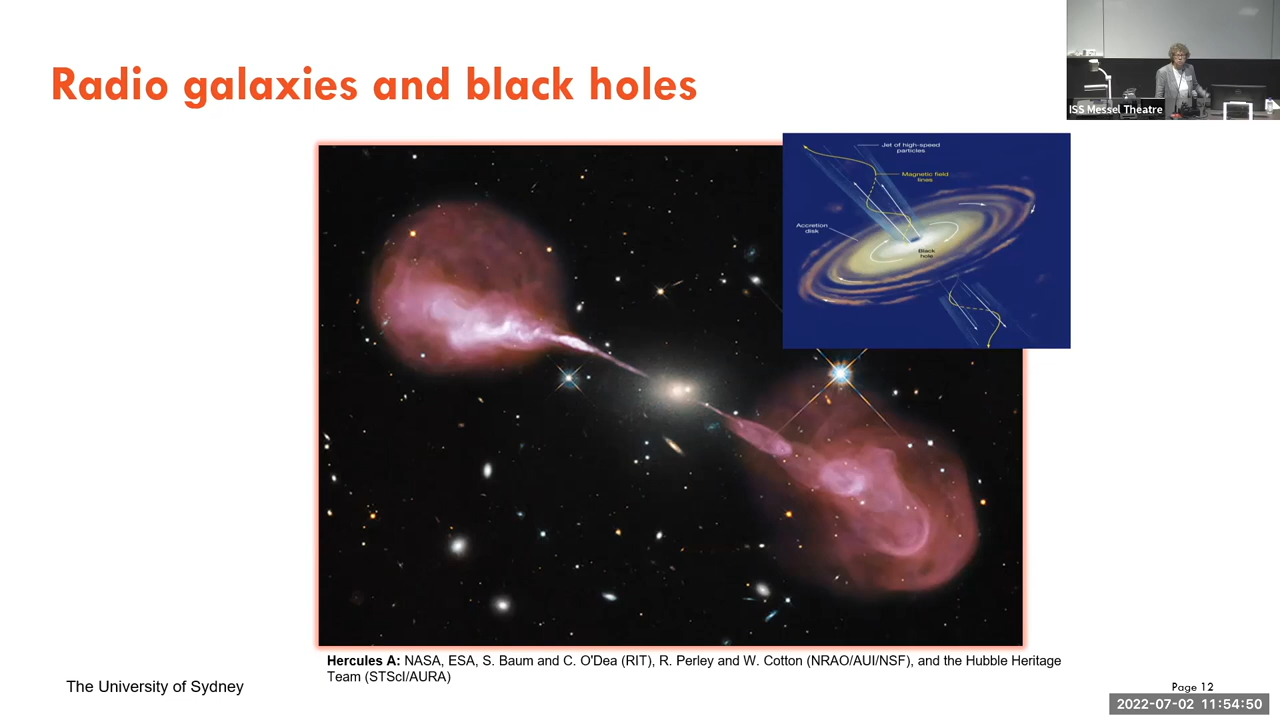 Radio galaxies and black holes
ISS Messel Theatre
Jet of high-speed
particles
Magnetic field
lines
Accretion
disk
Black
hole
Hercules A: NASA, ESA, S. Baum and C. O'Dea (RIT), R. Perley and W. Cotton (NRAO/AUI/NSF), and the Hubble Heritage
Team (STScI/AURA)
The University of Sydney
Page 12
2022-07-02 11:54:50